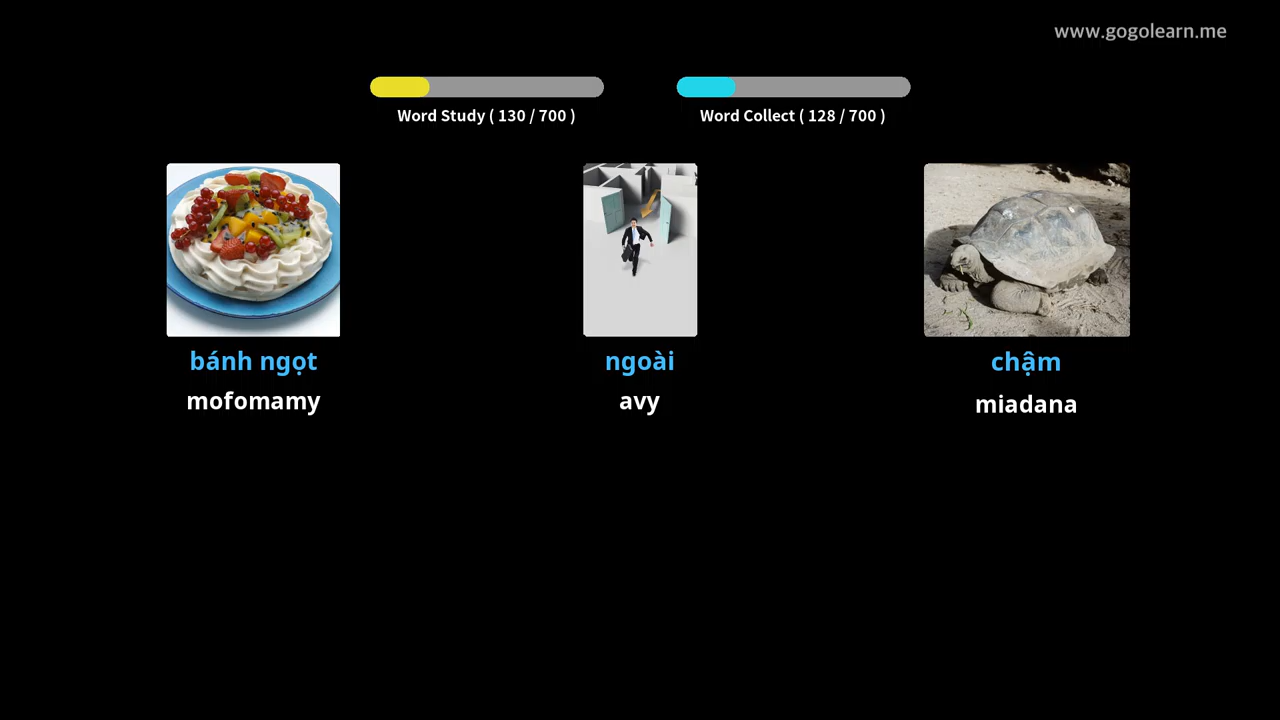 www.gogolearn.me
Word Study ( 130 / 700 )
Word Collect ( 128 / 700 )
bánh ngọt
mofomamy
ngoài
avy
chậm
miadana